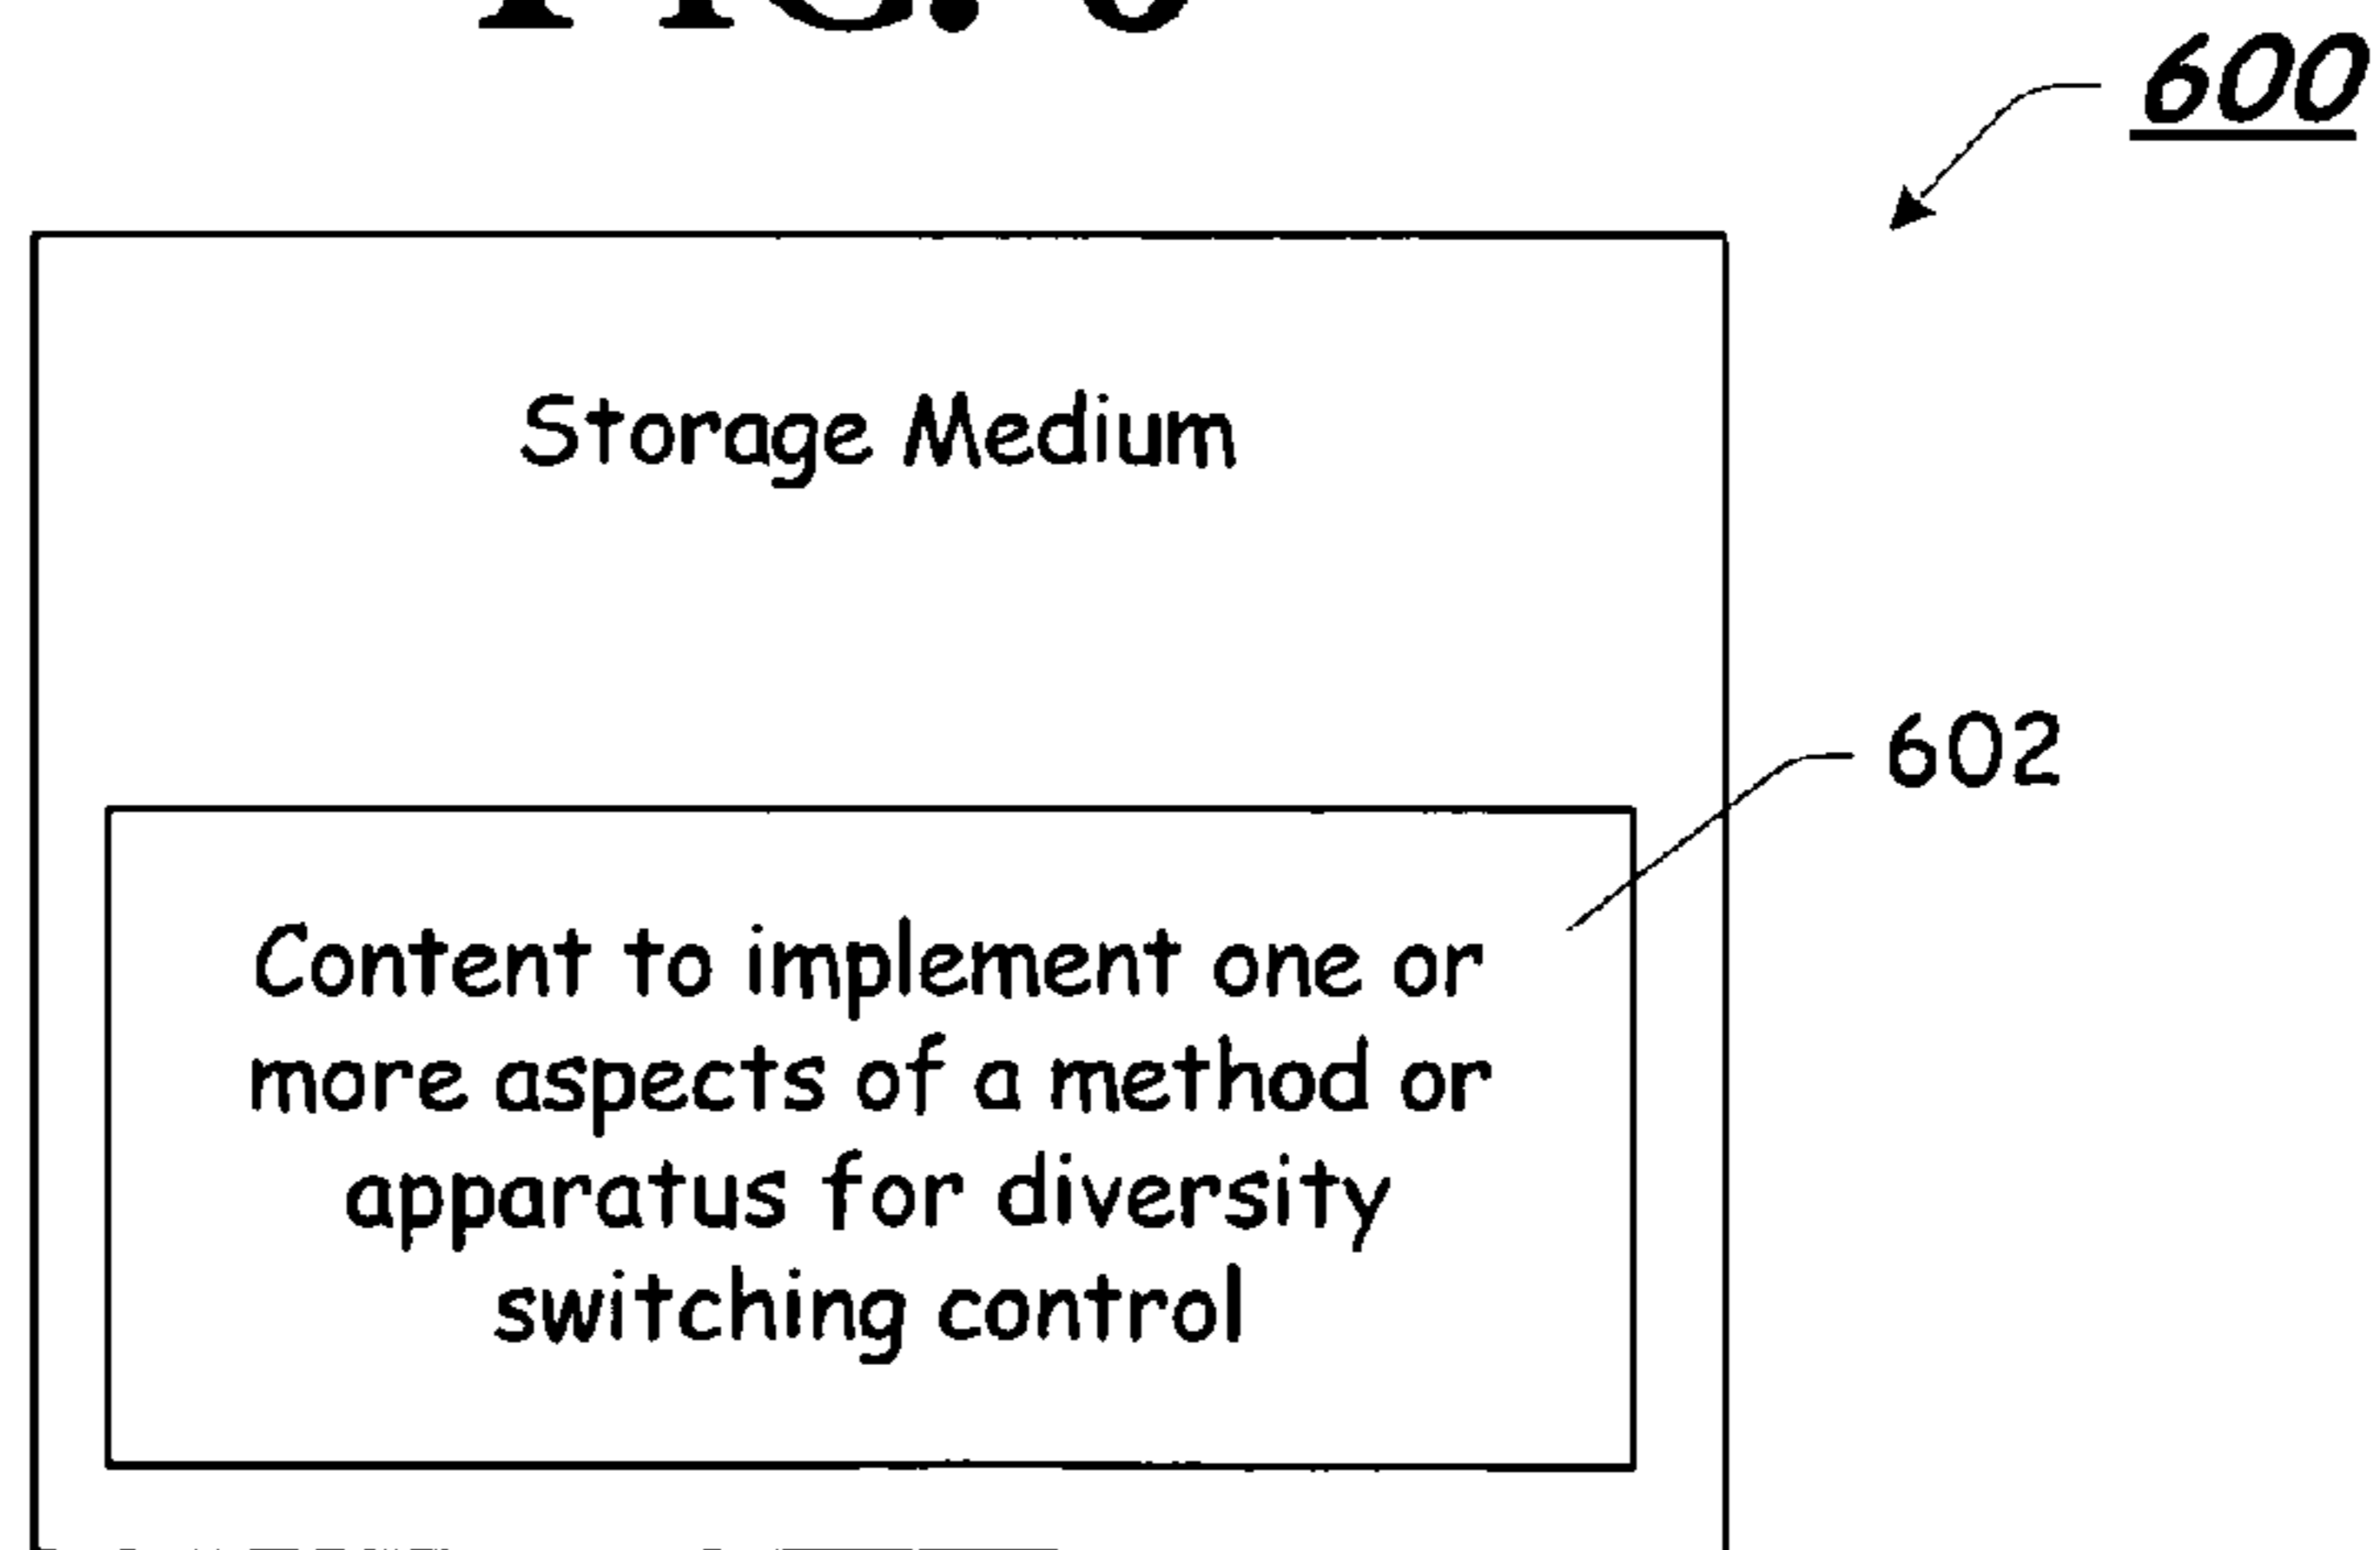 600
Storage Medium
602
Content to implement one or
more aspects of a method or
apparatus for diversity
switching control